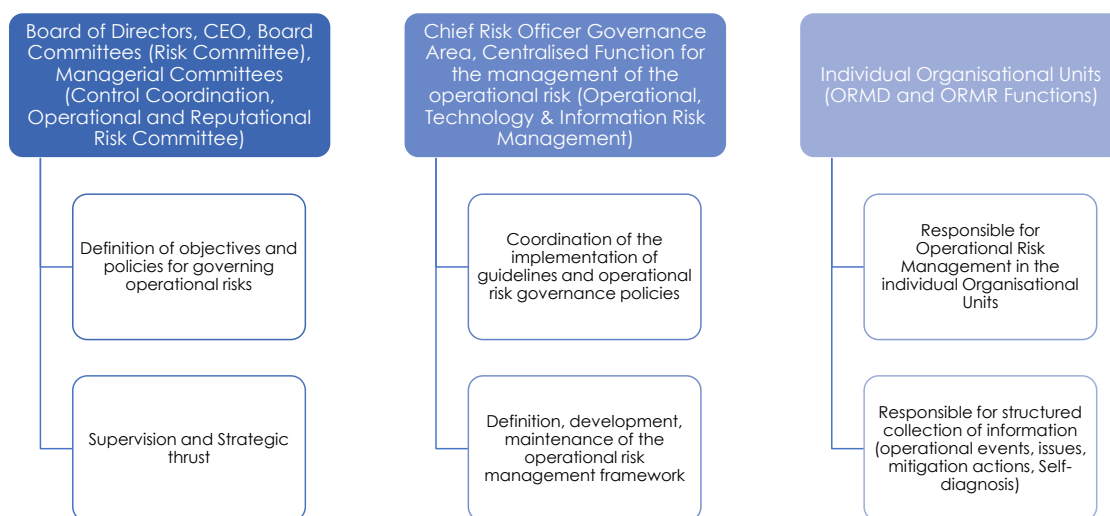 Board of Directors, CEO, Board
Committees (Risk Committee),
Managerial Committees
(Control Coordination,
Operational and Reputational
Risk Committee)
Definition of objectives and
policies for governing
operational risks
Supervision and Strategic
thrust
Chief Risk Officer Governance
Area, Centralised Function for
the management of the
operational risk (Operational,
Technology & Information Risk
Management)
Coordination of the
implementation of
guidelines and operational
risk governance policies
Definition, development,
maintenance of the
operational risk
management framework
Individual Organisational Units
(ORMD and ORMR Functions)
Responsible for
Operational Risk
Management in the
individual Organisational
Units
Responsible for structured
collection of information
(operational events, issues,
mitigation actions, Self-
diagnosis)